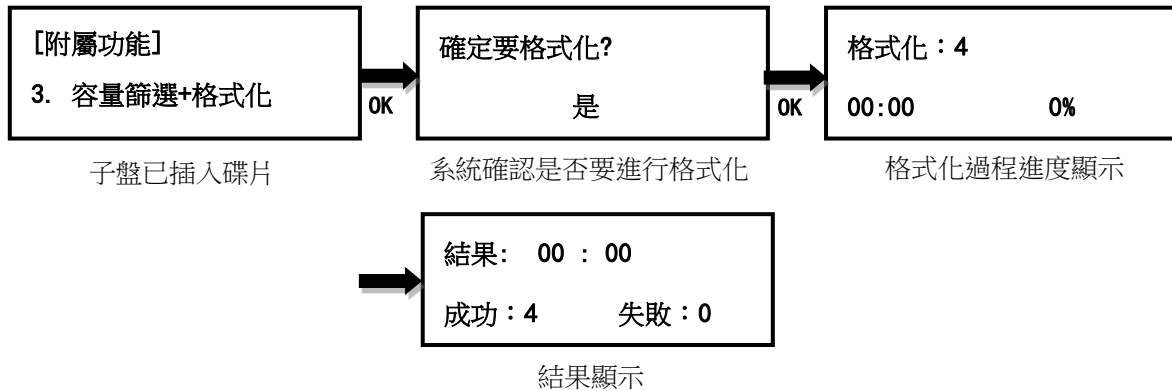 [附屬功能]
3. 容量篩選+格式化
OK
確定要格式化?
是
OK
格式化：4
00:00 0%
子盤已插入碟片
系統確認是否要進行格式化
格式化過程進度顯示
結果: 00 : 00
成功：4 失敗：0
結果顯示